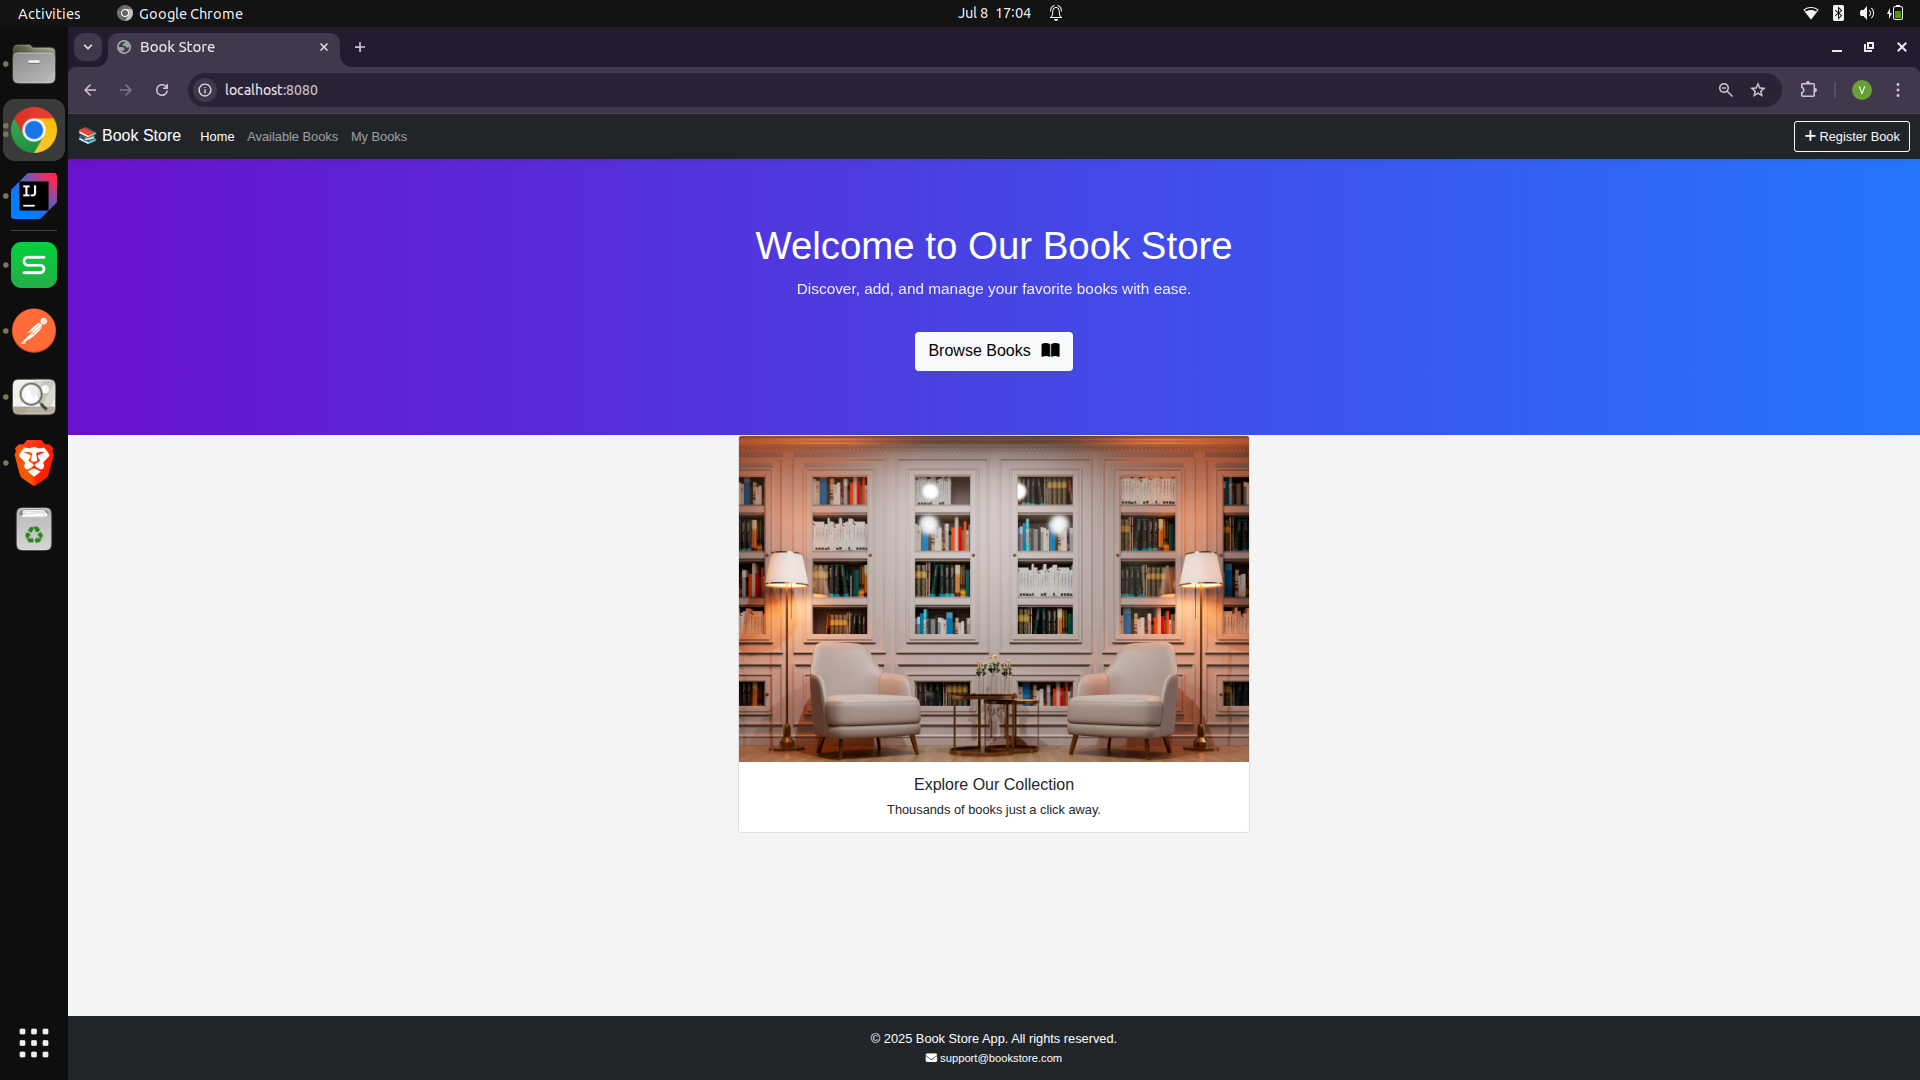 Activities
Google Chrome
Jul 8 17:04
Book Store
localhost:8080
V
📚 Book Store
Home
Available Books
My Books
+ Register Book
IJ
Welcome to Our Book Store
Discover, add, and manage your favorite books with ease.
Browse Books
Explore Our Collection
Thousands of books just a click away.
© 2025 Book Store App. All rights reserved.
support@bookstore.com